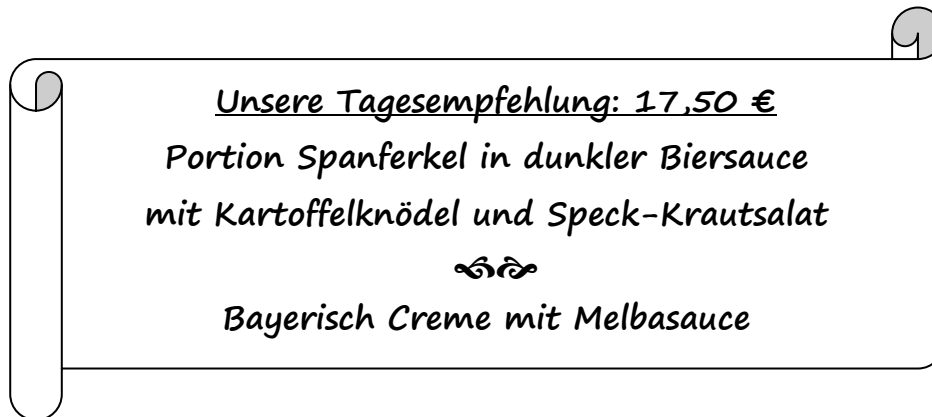 Unsere Tagesempfehlung: 17,50 €
Portion Spanferkel in dunkler Biersauce
mit Kartoffelknödel und Speck-Krautsalat
Bayerisch Creme mit Melbasauce